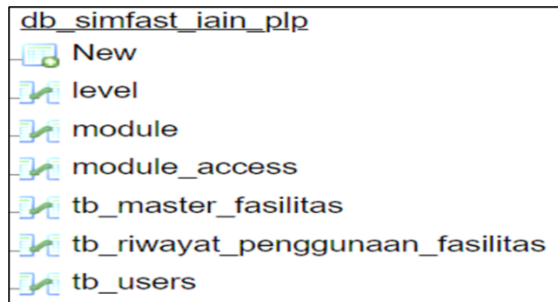 db_simfast_iain_plp
New
level
module
module_access
tb_master_fasilitas
tb_riwayat_penggunaan_fasilitas
tb_users